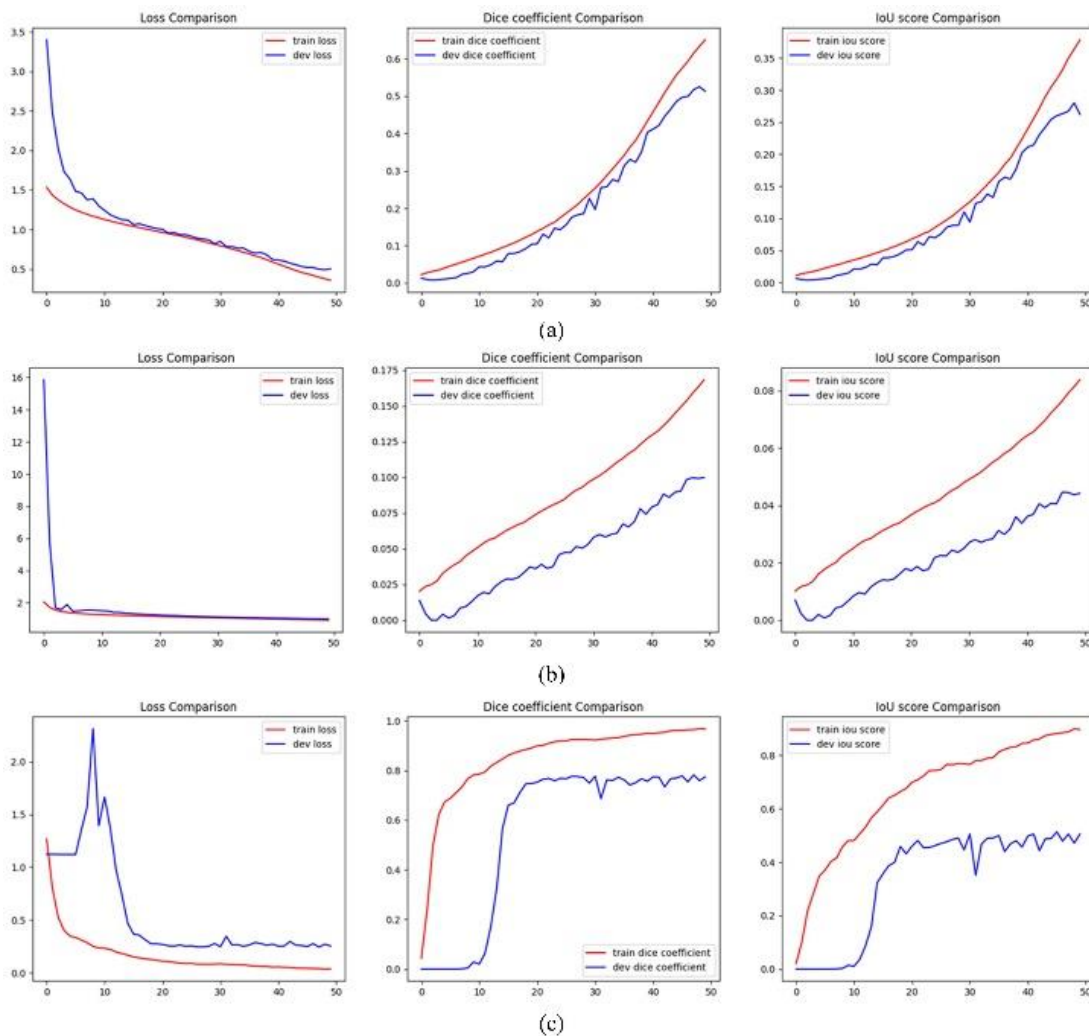 Loss Comparison
train loss
dev loss
3.5
3.0
2.5
2.0
1.5
1.0
0.5
0 10 20 30 40 50
Dice coefficient Comparison
train dice coefficient
dev dice coefficient
0.6
0.5
0.4
0.3
0.2
0.1
0.0
0 10 20 30 40 50
IoU score Comparison
train iou score
dev iou score
0.35
0.30
0.25
0.20
0.15
0.10
0.05
0.00
0 10 20 30 40 50
(a)
Loss Comparison
train loss
dev loss
16
14
12
10
8
6
4
2
0 10 20 30 40 50
Dice coefficient Comparison
train dice coefficient
dev dice coefficient
0.175
0.150
0.125
0.100
0.075
0.050
0.025
0.000
0 10 20 30 40 50
IoU score Comparison
train iou score
dev iou score
0.08
0.06
0.04
0.02
0.00
0 10 20 30 40 50
(b)
Loss Comparison
train loss
dev loss
2.0
1.5
1.0
0.5
0.0
0 10 20 30 40 50
Dice coefficient Comparison
1.0
0.8
0.6
0.4
0.2
0.0
train dice coefficient
dev dice coefficient
0 10 20 30 40 50
IoU score Comparison
train iou score
dev iou score
0.8
0.6
0.4
0.2
0.0
0 10 20 30 40 50
(c)